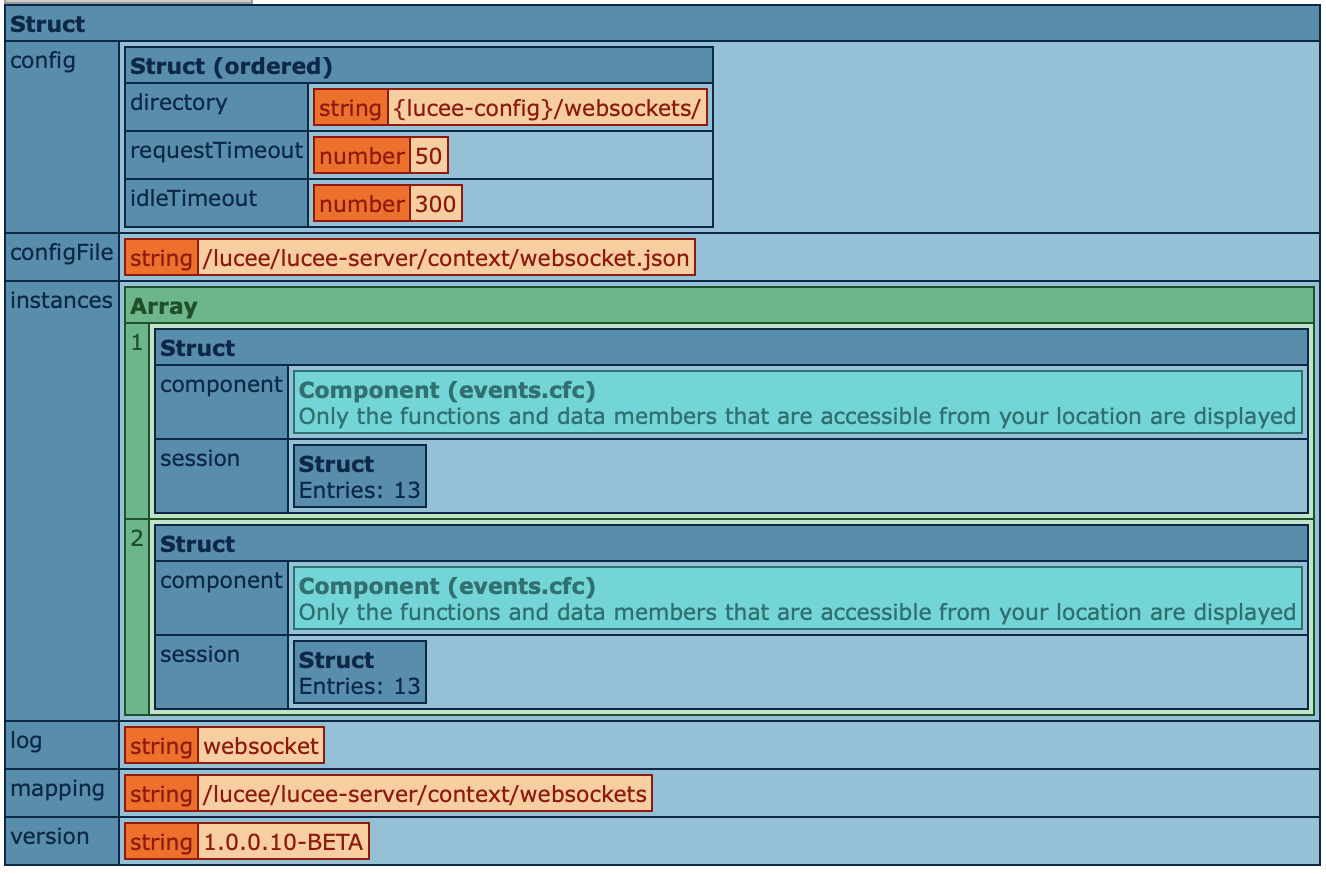 Struct
config
Struct (ordered)
directory string {lucee-config}/websockets/
requestTimeout number 50
idleTimeout number 300
configFile string /lucee/lucee-server/context/websocket.json
instances
Array
1
Struct
component
Component (events.cfc)
Only the functions and data members that are accessible from your location are displayed
session
Struct
Entries: 13
2
Struct
component
Component (events.cfc)
Only the functions and data members that are accessible from your location are displayed
session
Struct
Entries: 13
log string websocket
mapping string /lucee/lucee-server/context/websockets
version string 1.0.0.10-BETA